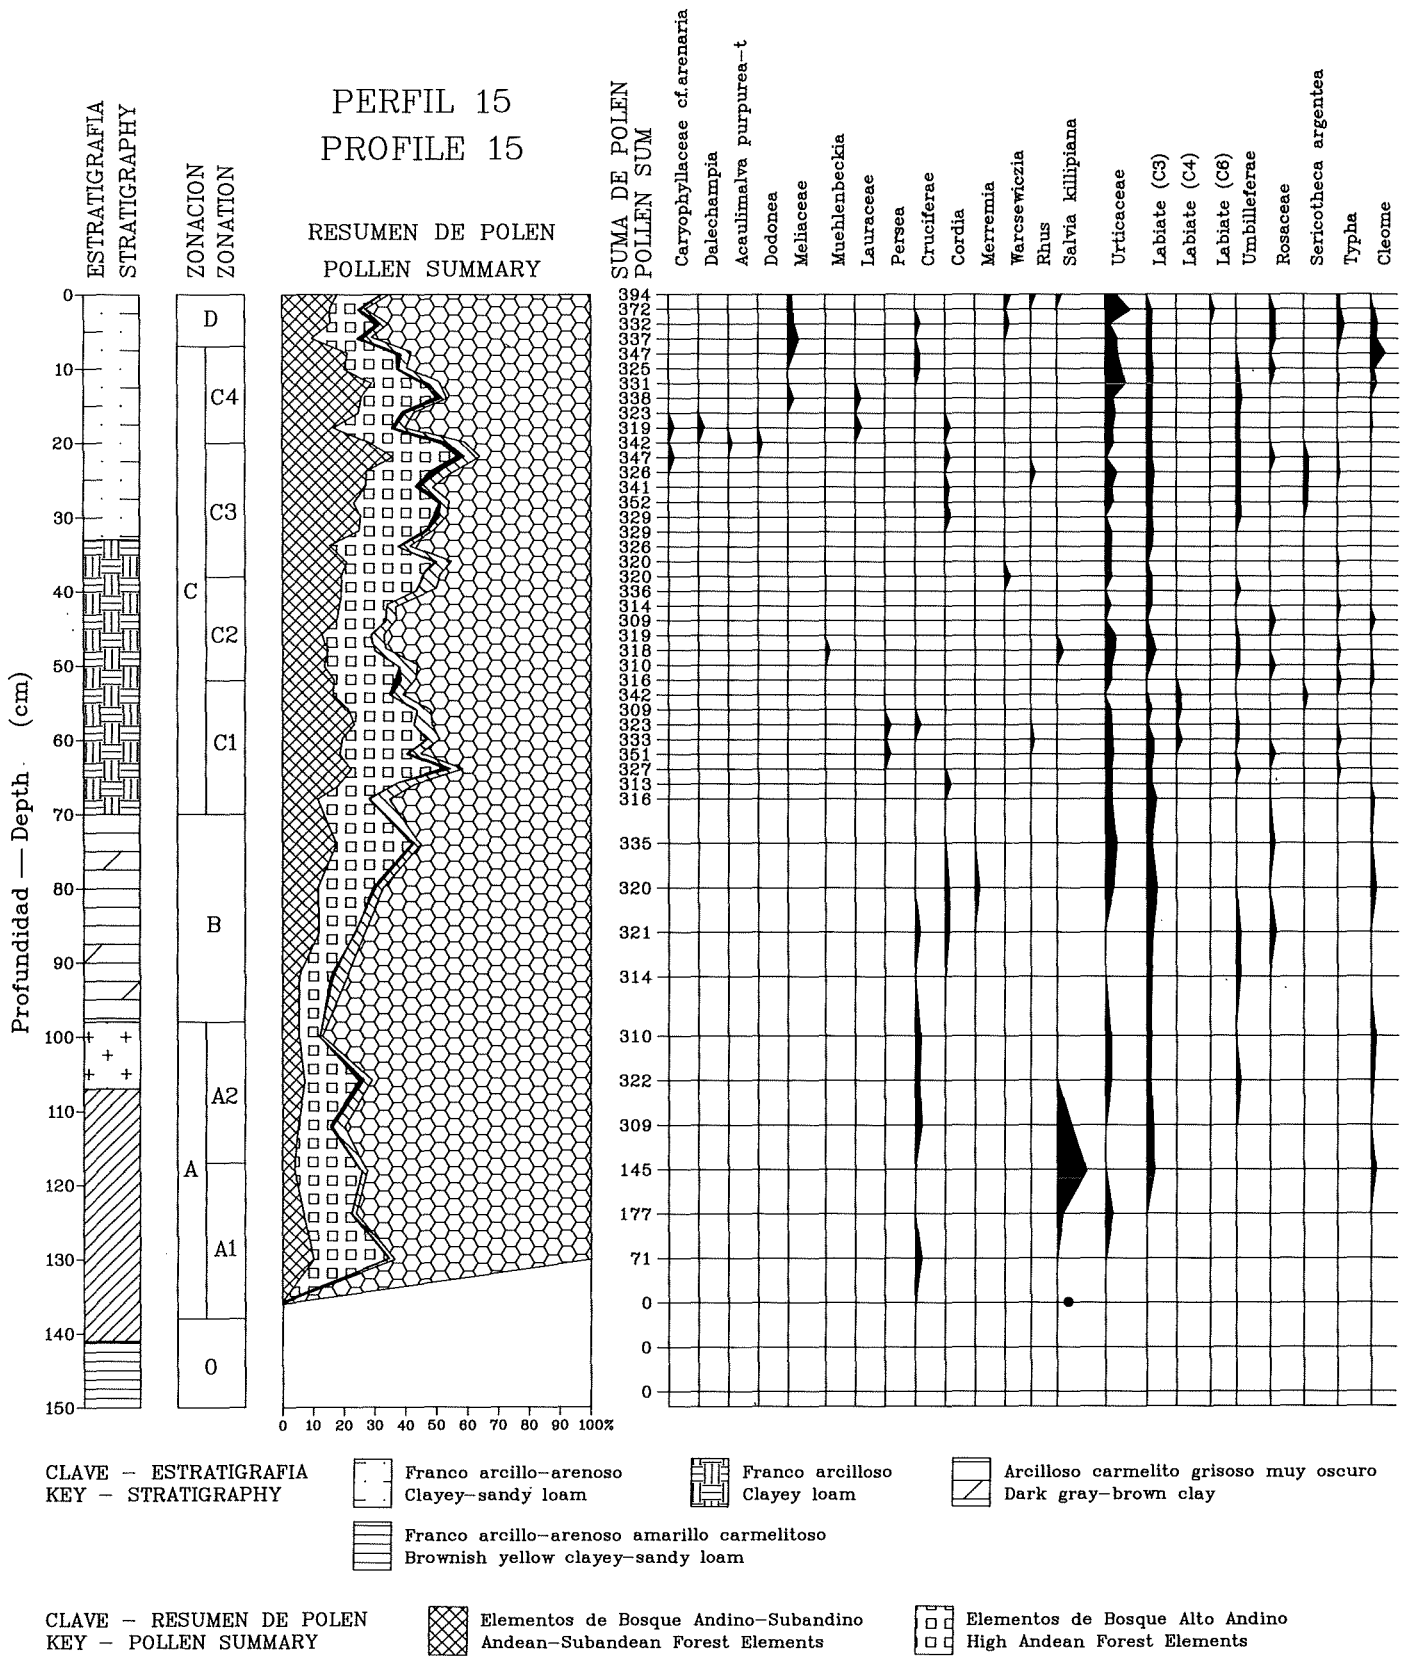 PERFIL 15
PROFILE 15
ESTRATIGRAFIA
STRATIGRAPHY
ZONACION
ZONATION
RESUMEN DE POLEN
POLLEN SUMMARY
SUMA DE POLEN
POLLEN SUM
Caryophyllaceae cf. arenaria
Dalechampia
Acaulimalva purpurea-t
Dodonea
Meliaceae
Muehlenbeckia
Lauraceae
Persea
Cruciferae
Cordia
Merremia
Warcsewiczia
Rhus
Salvia killipiana
Urticaceae
Labiate (C3)
Labiate (C4)
Labiate (C6)
Umbilleferae
Rosaceae
Sericotheca argentea
Typha
Cleome
Profundidad — Depth (cm)
0
10
20
30
40
50
60
70
80
90
100
110
120
130
140
150
D
C4
C3
C
C2
C1
B
A2
A
A1
O
394
372
332
337
347
325
331
338
323
319
342
347
326
341
352
329
329
326
320
320
336
314
309
319
318
310
316
342
309
323
333
351
327
313
316
335
320
321
314
310
322
309
145
177
71
0
0
0
0 10 20 30 40 50 60 70 80 90 100%
CLAVE - ESTRATIGRAFIA
KEY - STRATIGRAPHY
Franco arcillo-arenoso
Clayey-sandy loam
Franco arcilloso
Clayey loam
Arcilloso carmelito grisoso muy oscuro
Dark gray-brown clay
Franco arcillo-arenoso amarillo carmelitoso
Brownish yellow clayey-sandy loam
CLAVE - RESUMEN DE POLEN
KEY - POLLEN SUMMARY
Elementos de Bosque Andino-Subandino
Andean-Subandean Forest Elements
Elementos de Bosque Alto Andino
High Andean Forest Elements